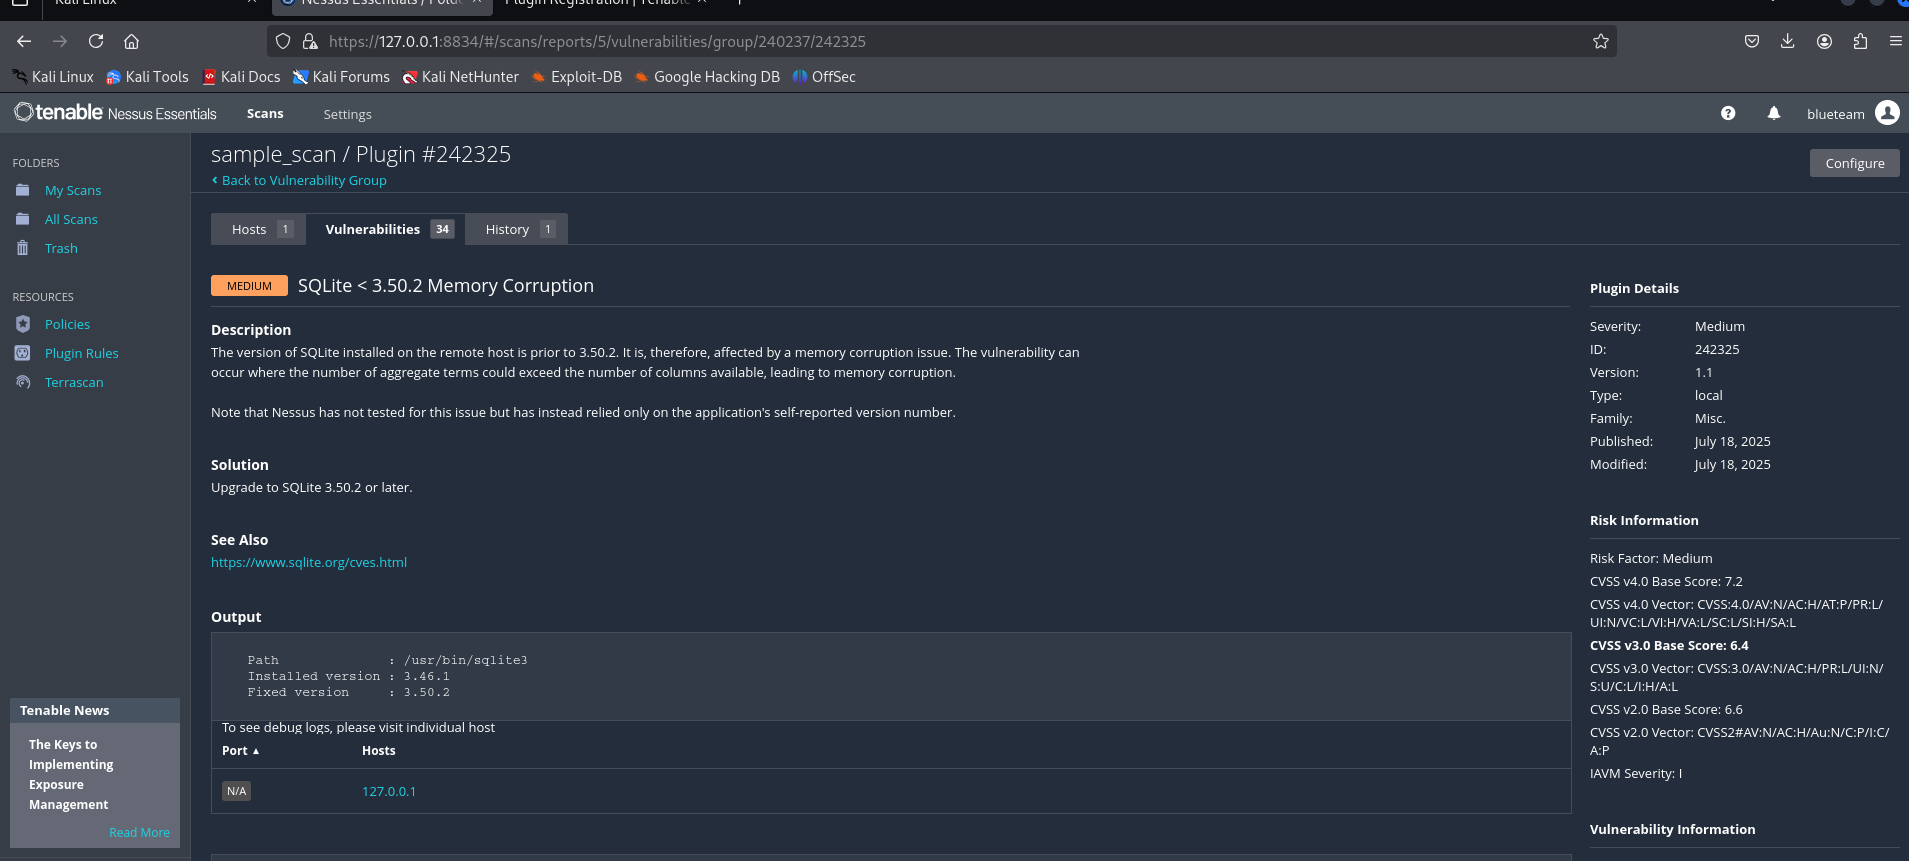 Kali Linux
Nessus Essentials / Folde
Plugin Registration | Tenable
https://127.0.0.1:8834/#/scans/reports/5/vulnerabilities/group/240237/242325
Kali Linux Kali Tools Kali Docs Kali Forums Kali NetHunter Exploit-DB Google Hacking DB OffSec
tenable Nessus Essentials Scans Settings blueteam
FOLDERS
My Scans
All Scans
Trash
RESOURCES
Policies
Plugin Rules
Terrascan
Tenable News
The Keys to
Implementing
Exposure
Management
Read More
sample_scan / Plugin #242325
Back to Vulnerability Group
Configure
Hosts 1 Vulnerabilities 34 History 1
MEDIUM SQLite < 3.50.2 Memory Corruption
Description
The version of SQLite installed on the remote host is prior to 3.50.2. It is, therefore, affected by a memory corruption issue. The vulnerability can
occur where the number of aggregate terms could exceed the number of columns available, leading to memory corruption.
Note that Nessus has not tested for this issue but has instead relied only on the application's self-reported version number.
Solution
Upgrade to SQLite 3.50.2 or later.
See Also
https://www.sqlite.org/cves.html
Output
Path : /usr/bin/sqlite3
Installed version : 3.46.1
Fixed version : 3.50.2
To see debug logs, please visit individual host
Port ▲ Hosts
N/A 127.0.0.1
Plugin Details
Severity: Medium
ID: 242325
Version: 1.1
Type: local
Family: Misc.
Published: July 18, 2025
Modified: July 18, 2025
Risk Information
Risk Factor: Medium
CVSS v4.0 Base Score: 7.2
CVSS v4.0 Vector: CVSS:4.0/AV:N/AC:H/AT:P/PR:L/
UI:N/VC:L/VI:H/VA:L/SC:L/SI:H/SA:L
CVSS v3.0 Base Score: 6.4
CVSS v3.0 Vector: CVSS:3.0/AV:N/AC:H/PR:L/UI:N/
S:U/C:L/I:H/A:L
CVSS v2.0 Base Score: 6.6
CVSS v2.0 Vector: CVSS2#AV:N/AC:H/Au:N/C:P/I:C/
A:P
IAVM Severity: I
Vulnerability Information